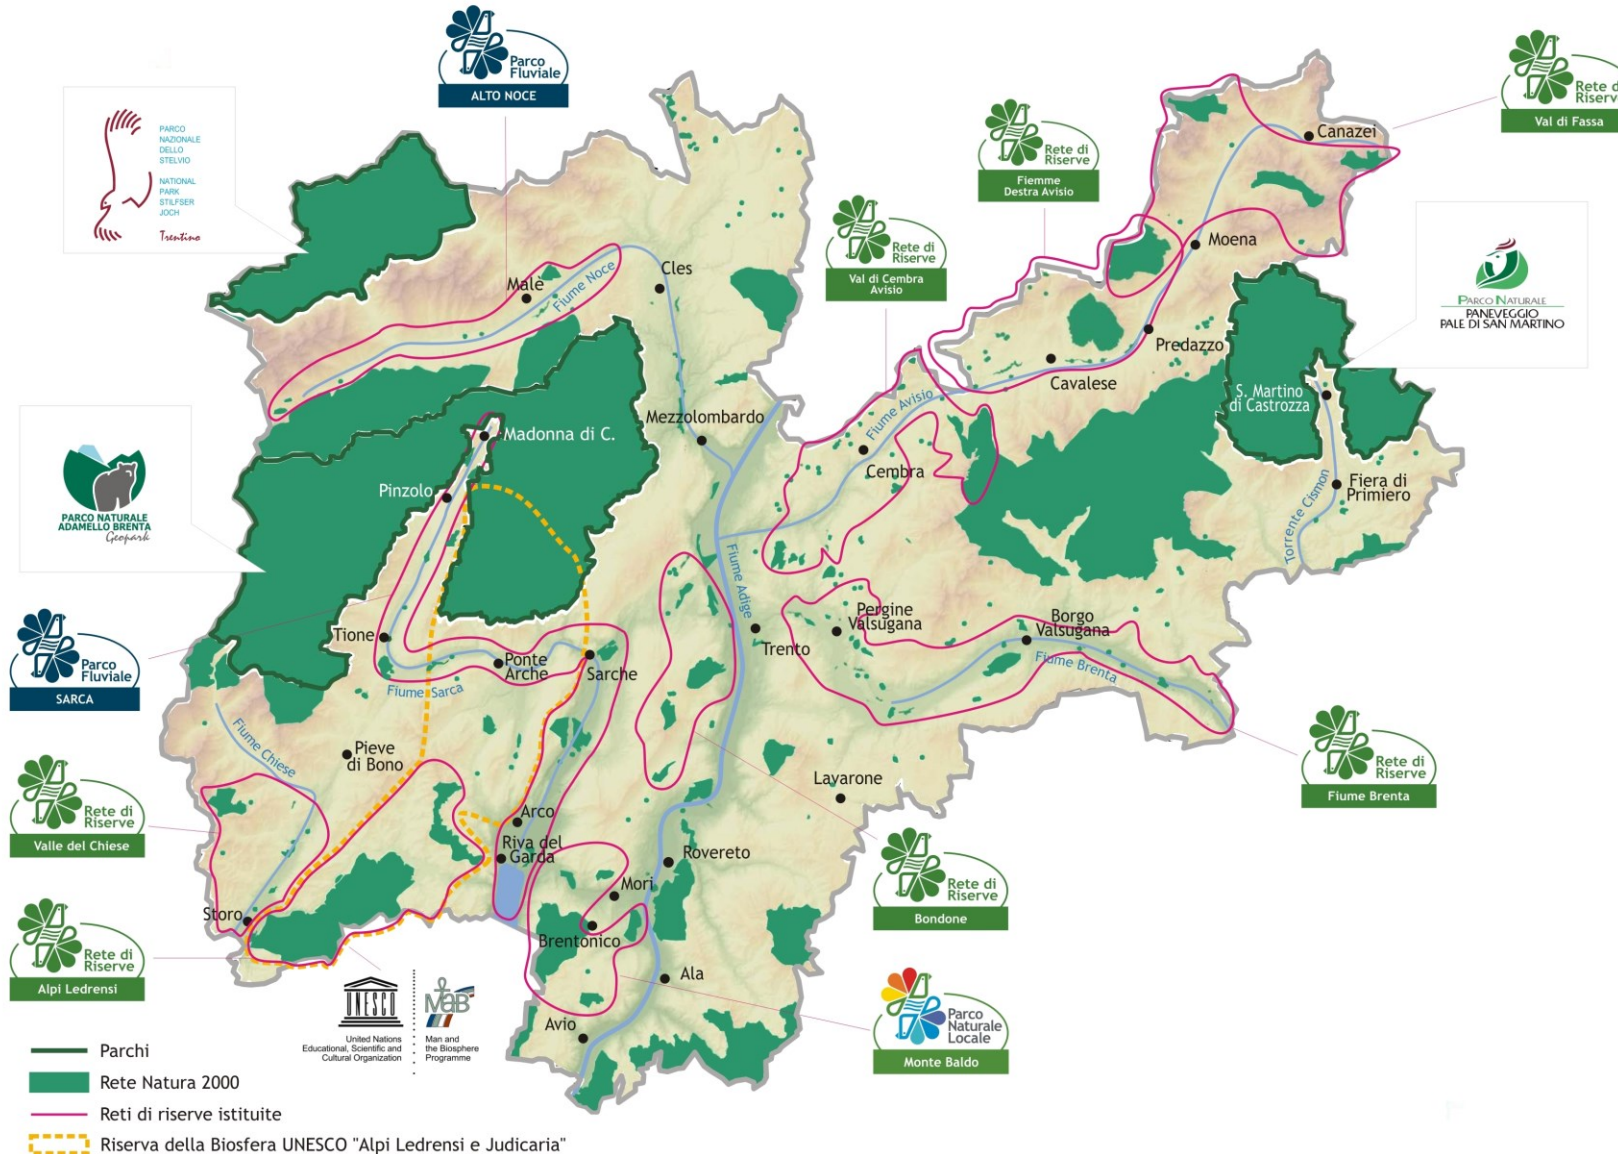 Parco
Fluviale
ALTO NOCE
PARCO
NAZIONALE
DELLO
STELVIO
NATIONAL
PARK
STILFSER
JOCH
Trentino
Rete di
Riserve
Val di Fassa
Rete di
Riserve
Fiemme
Destra Avisio
Rete di
Riserve
Val di Cembra
Avisio
PARCO NATURALE
PANEVEGGIO
PALE DI SAN MARTINO
Canazei
Moena
Predazzo
Cavalese
S. Martino
di Castrozza
Fiera di
Primiero
Torrente Cismon
Malè
Fiume Noce
Cles
Mezzolombardo
Fiume Avisio
Cembra
Madonna di C.
Pinzolo
PARCO NATURALE
ADAMELLO BRENTA
Geopark
Fiume Adige
Trento
Pergine
Valsugana
Borgo
Valsugana
Fiume Brenta
Tione
Ponte
Arche
Sarche
Fiume Sarca
Parco
Fluviale
SARCA
Fiume Chiese
Pieve
di Bono
Lavarone
Rete di
Riserve
Fiume Brenta
Rete di
Riserve
Valle del Chiese
Arco
Riva del
Garda
Rovereto
Mori
Brentonico
Rete di
Riserve
Bondone
Storo
Rete di
Riserve
Alpi Ledrensi
Ala
Avio
Parco
Naturale
Locale
Monte Baldo
UNESCO
United Nations
Educational, Scientific and
Cultural Organization
MaB
Man and
the Biosphere
Programme
Parchi
Rete Natura 2000
Reti di riserve istituite
Riserva della Biosfera UNESCO "Alpi Ledrensi e Judicaria"